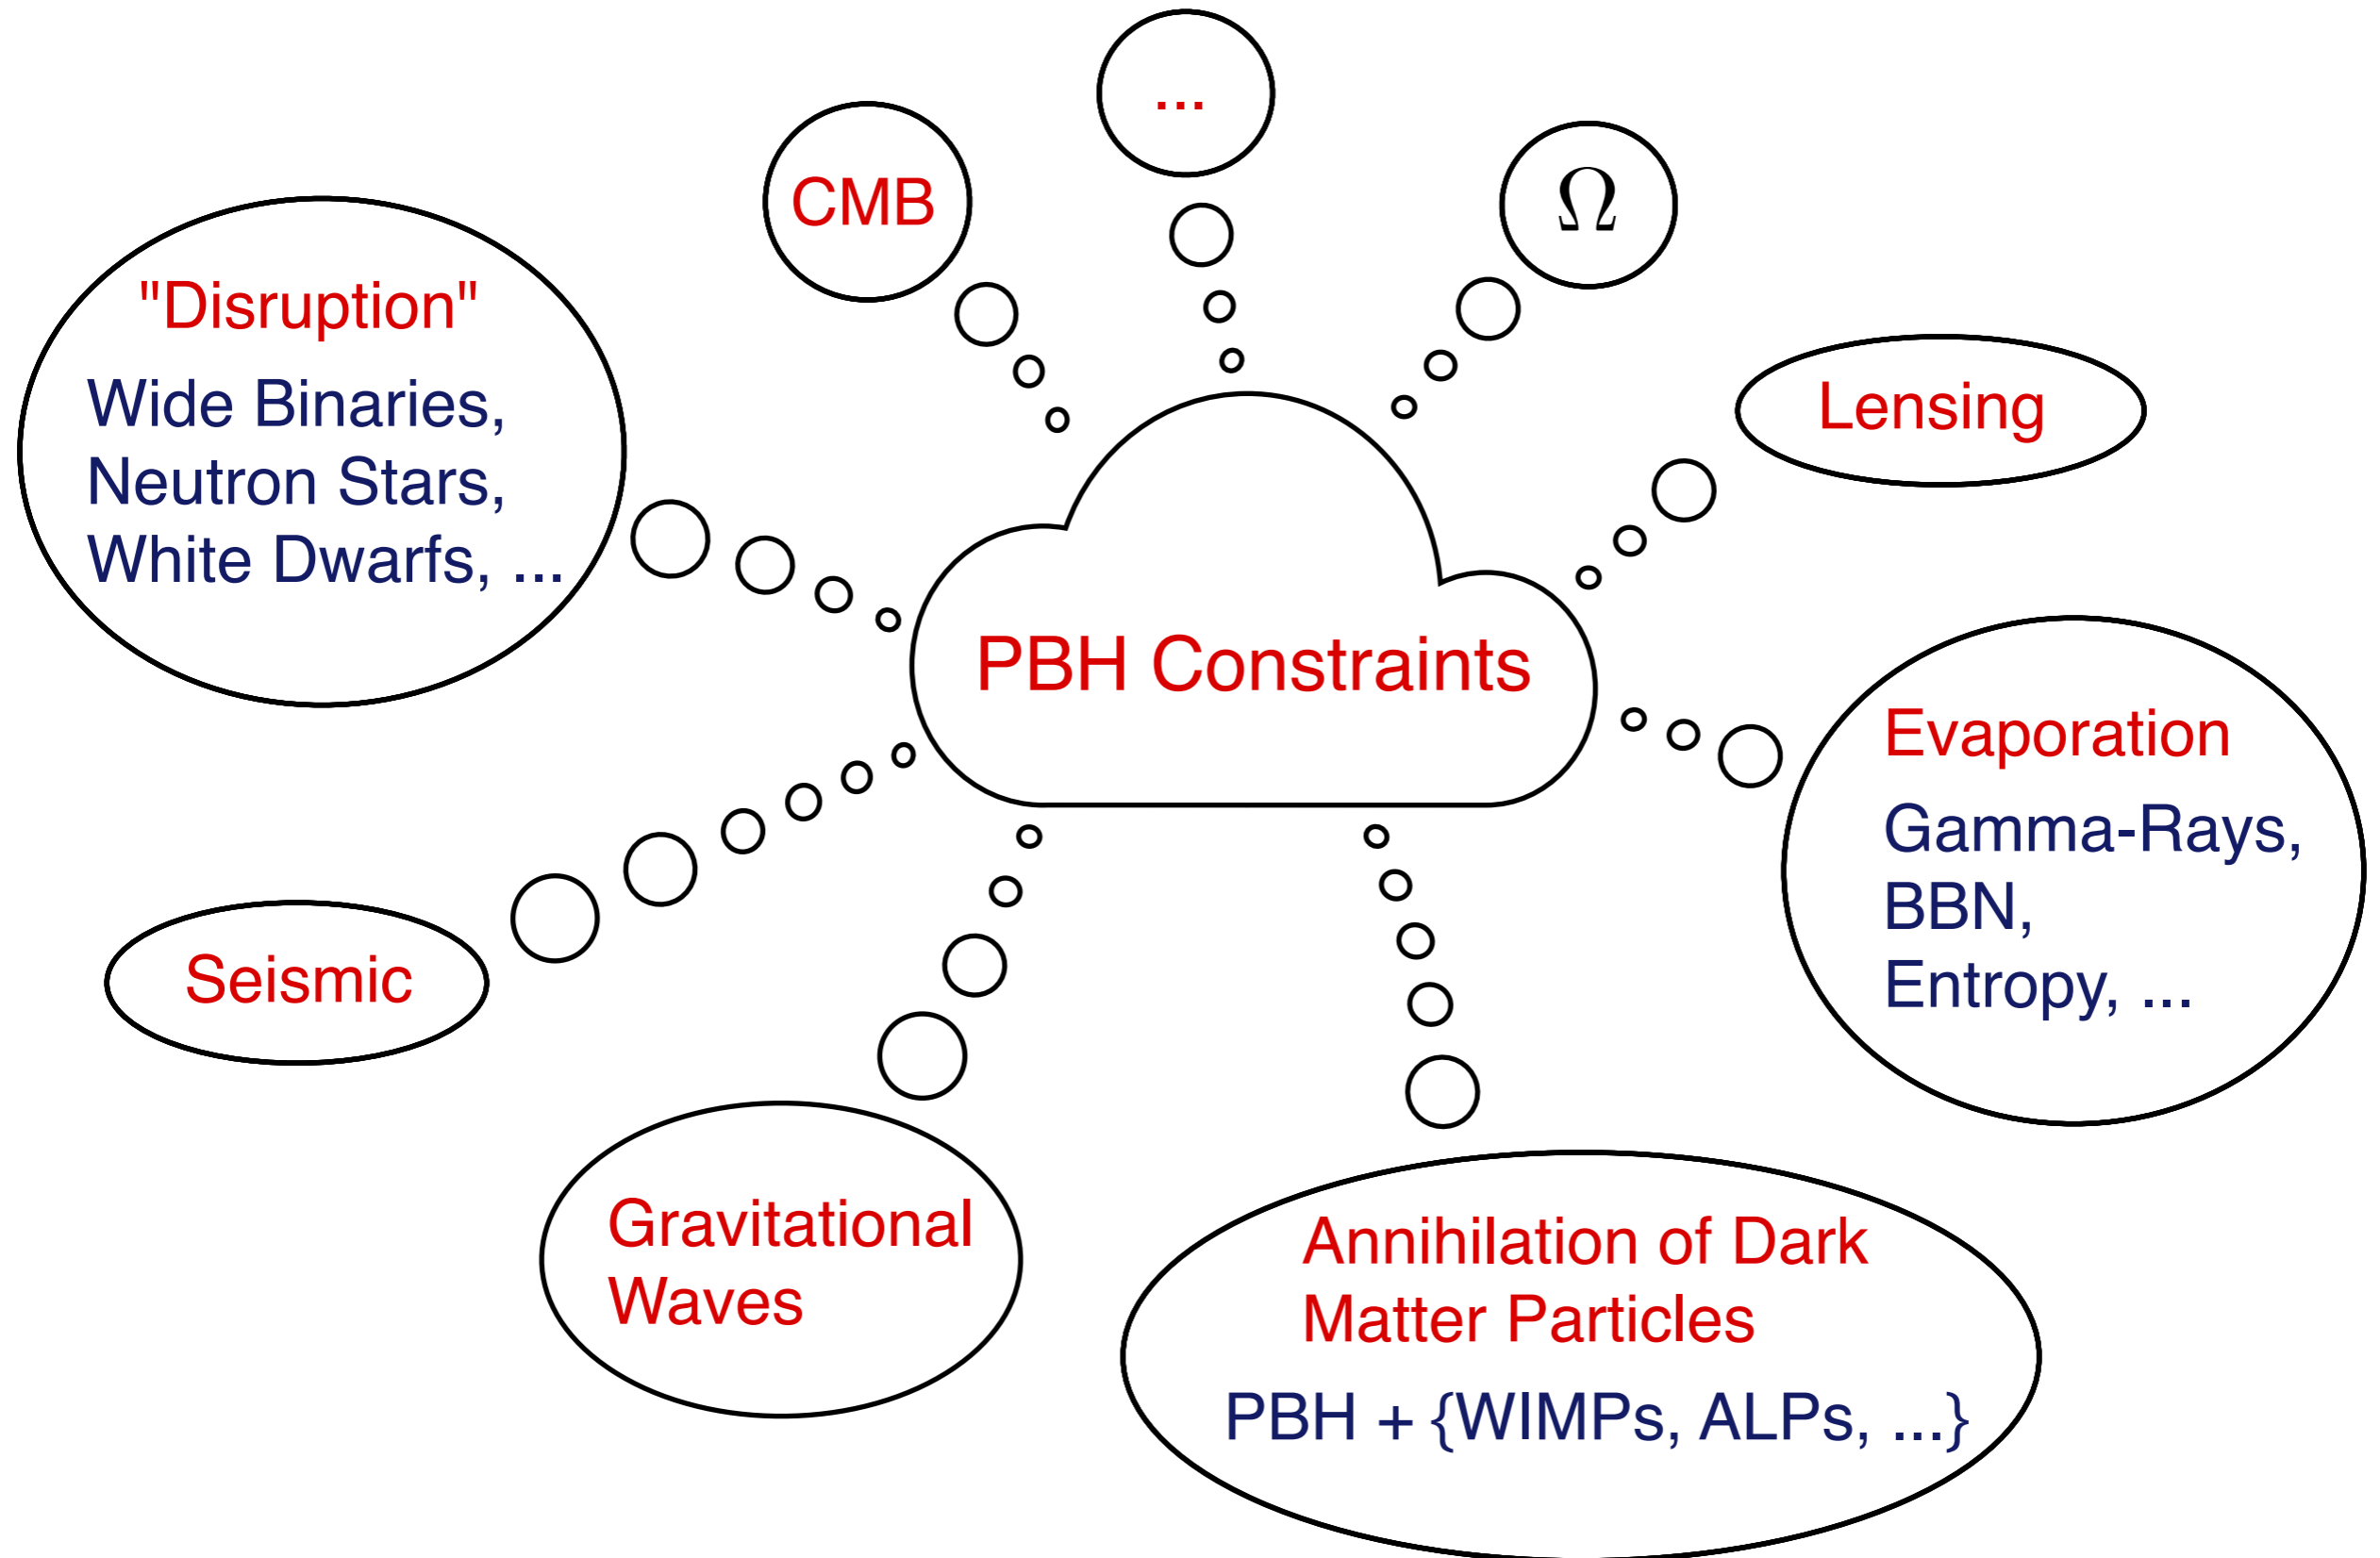 ...
CMB
Ω
"Disruption"
Wide Binaries,
Neutron Stars,
White Dwarfs, ...
Lensing
PBH Constraints
Evaporation
Gamma-Rays,
BBN,
Entropy, ...
Seismic
Gravitational
Waves
Annihilation of Dark
Matter Particles
PBH + {WIMPs, ALPs, ...}